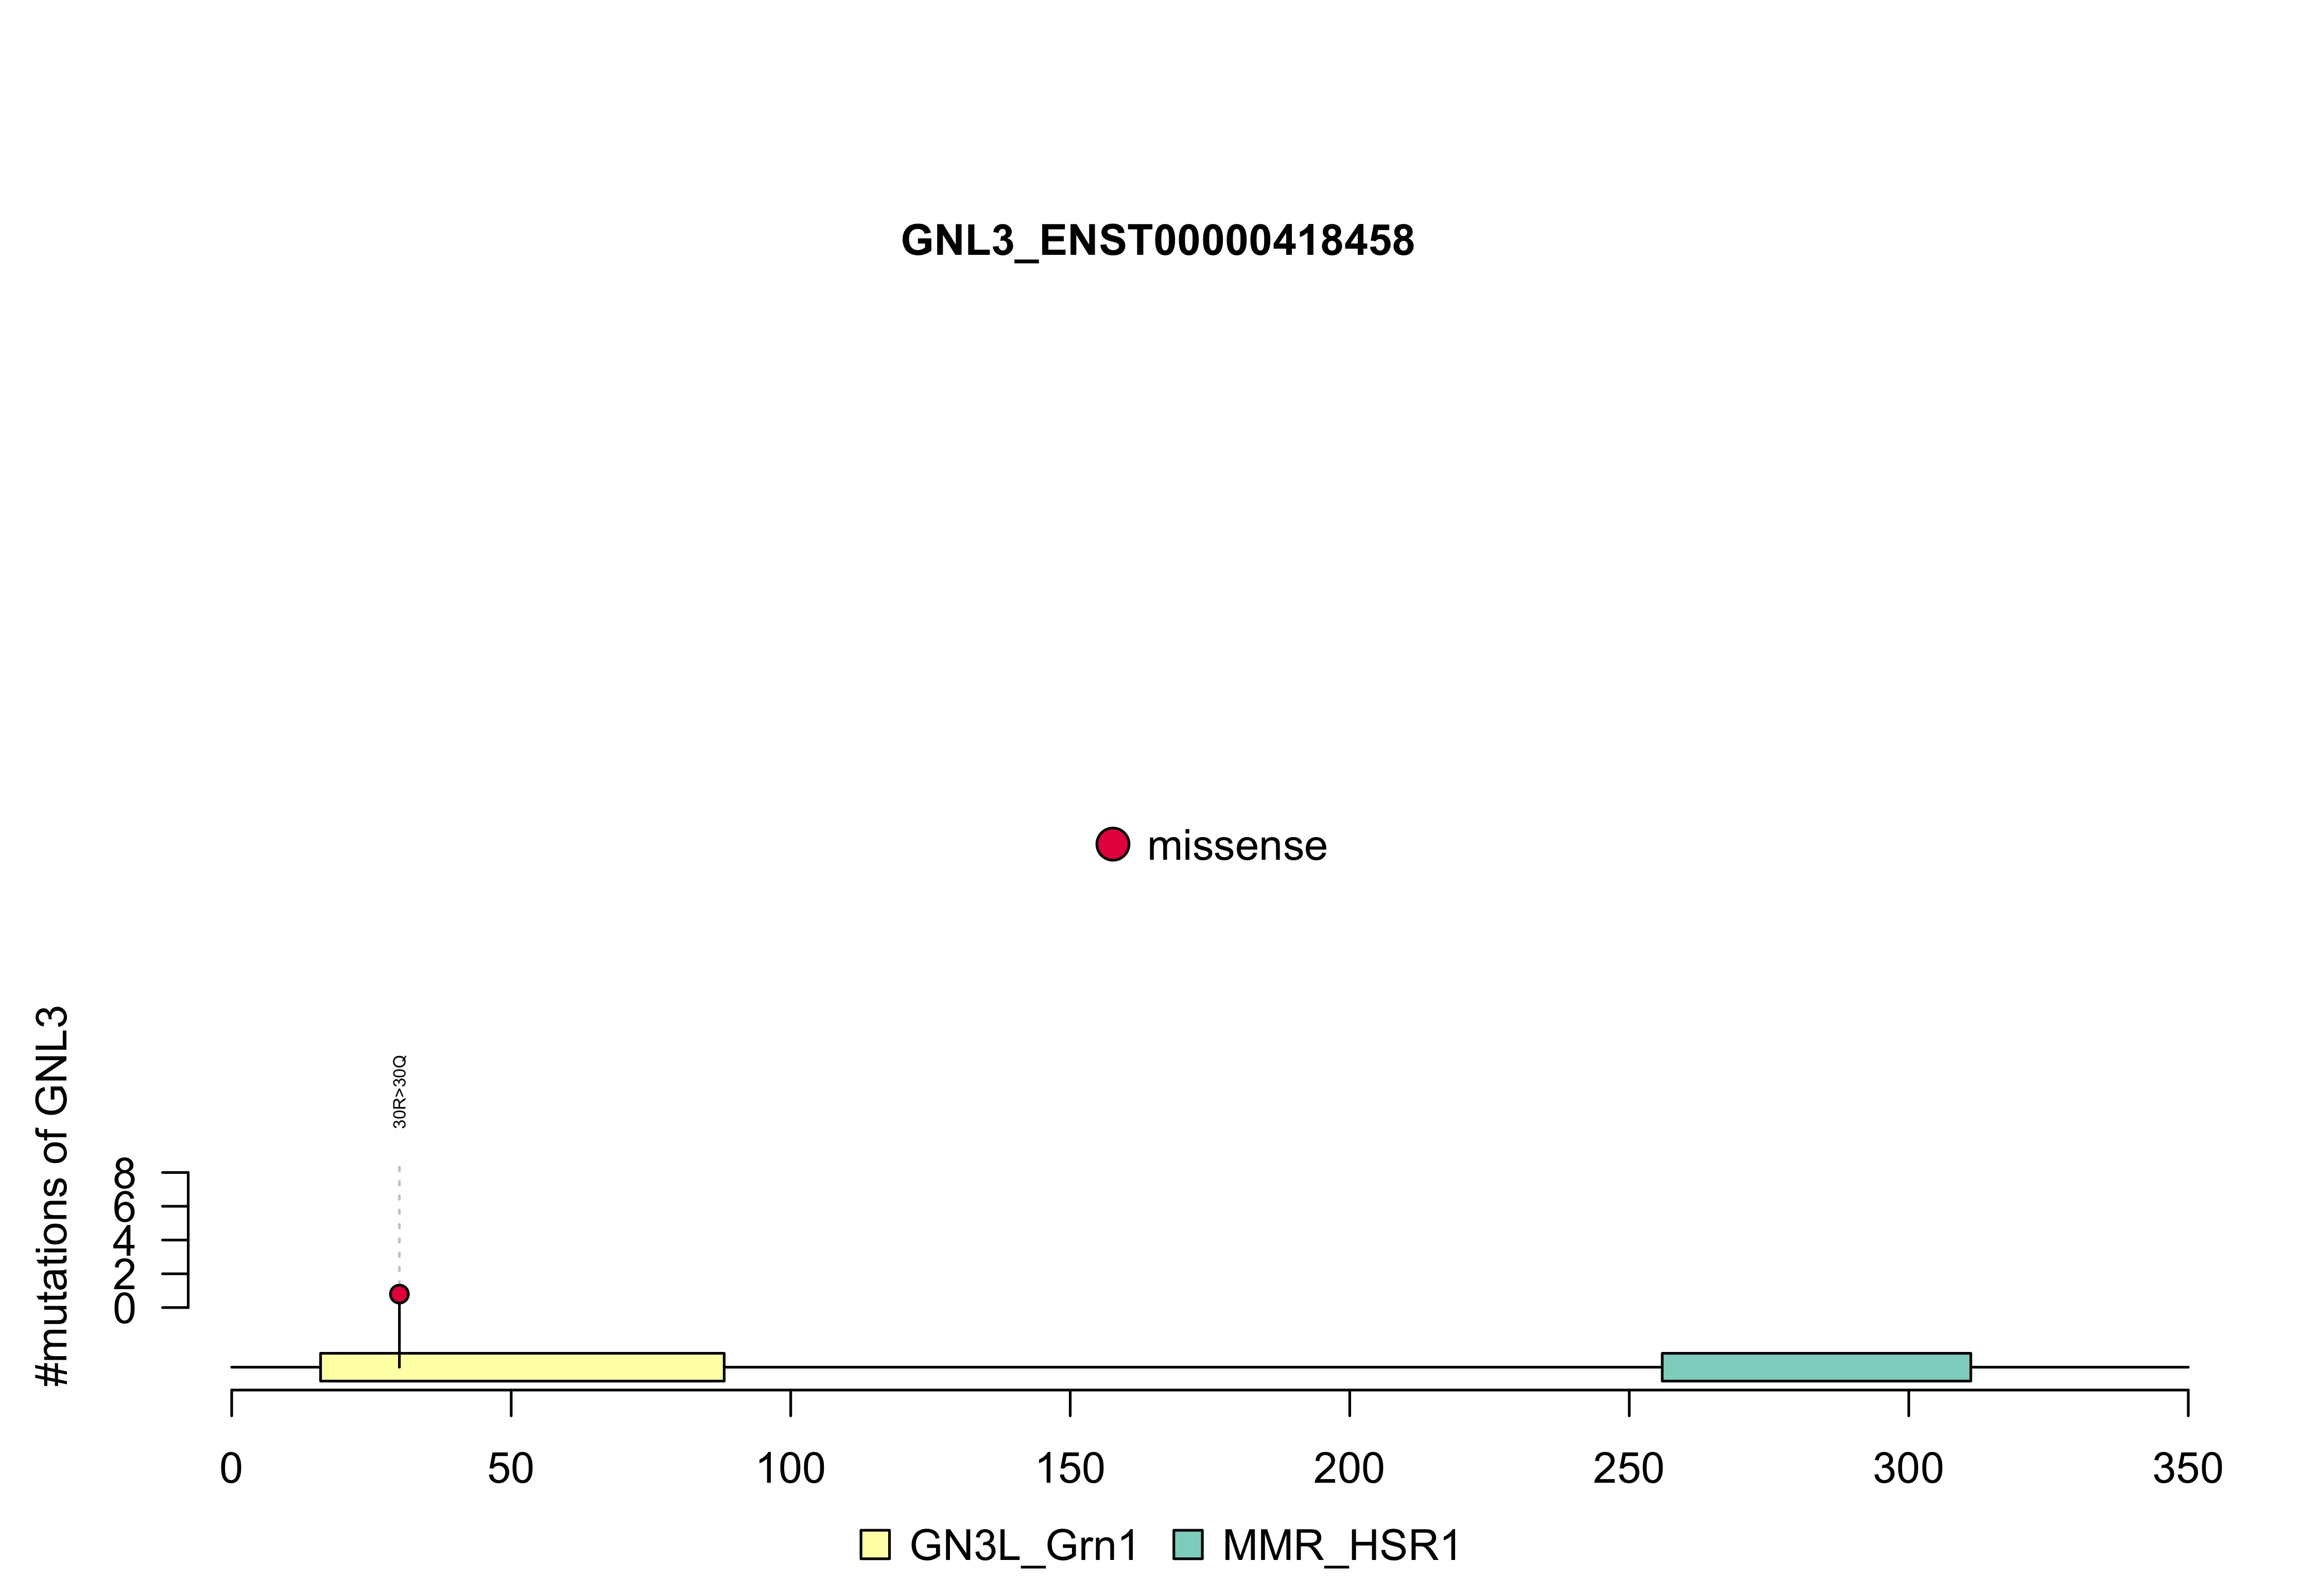 GNL3_ENST00000418458
missense
#mutations of GNL3
30R>30Q
8
6
4
2
0
0 50 100 150 200 250 300 350
GN3L_Grn1 MMR_HSR1